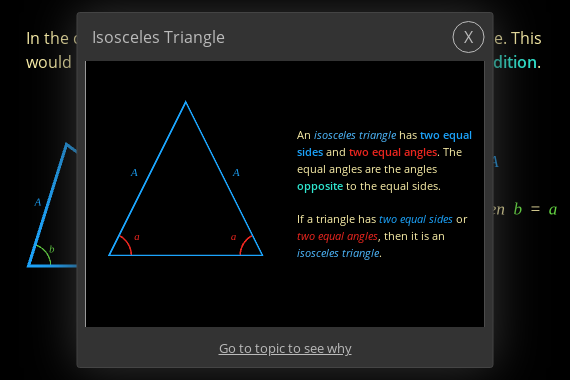 In the
e. This
Isosceles Triangle
X
would
dition.
An isosceles triangle has two equal
sides and two equal angles. The
equal angles are the angles
opposite to the equal sides.
If a triangle has two equal sides or
two equal angles, then it is an
isosceles triangle.
A
A
a
a
A
b
A
en b = a
Go to topic to see why